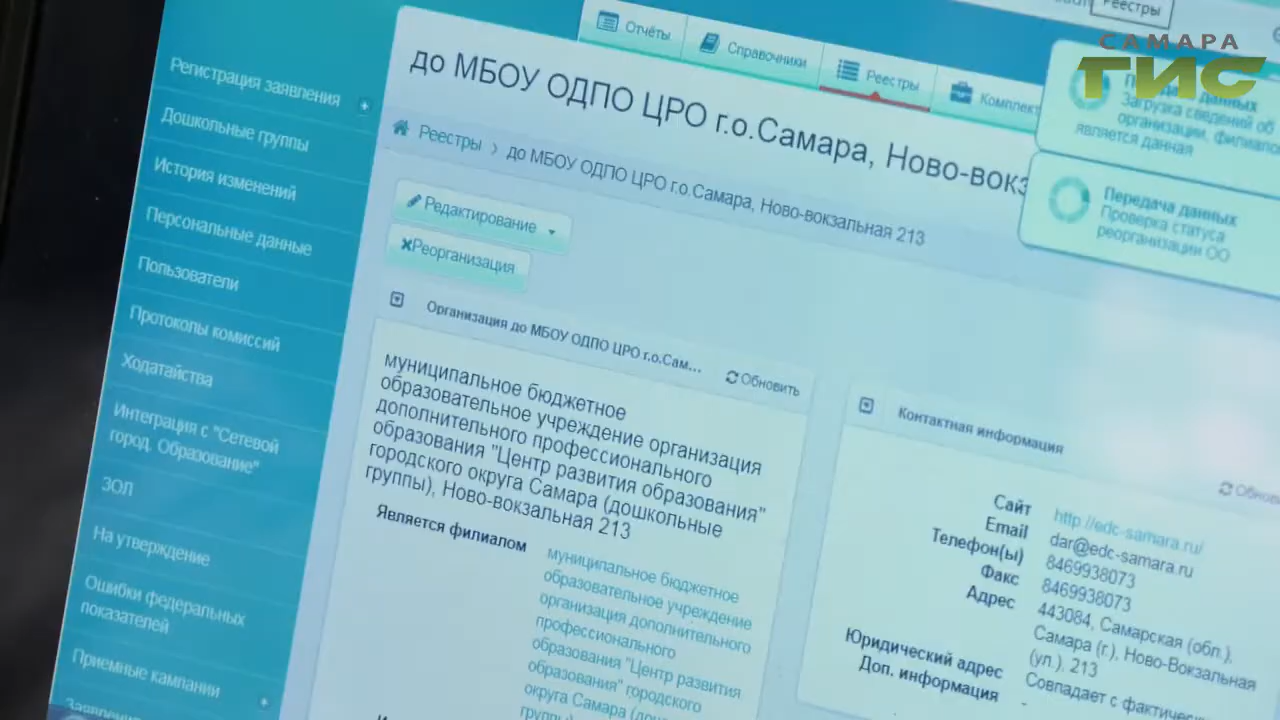 Реестры
САМАРА
ГИС
Отчёты
Справочники
Реестры
Регистрация заявления
Дошкольные группы
История изменений
Персональные данные
Пользователи
Протоколы комиссий
Ходатайства
Интеграция с "Сетевой
город. Образование"
ЗОЛ
На утверждение
Ошибки федеральных
показателей
Приемные кампании
до МБОУ ОДПО ЦРО г.о.Самара, Ново-вокз
Реестры > до МБОУ ОДПО ЦРО г.о.Самара, Ново-вокзальная 213
данных
Загрузка сведений об
организации, филиало
является данная
Передача данных
Проверка статуса
реорганизации ОО
Редактирование
Реорганизация
Организация до МБОУ ОДПО ЦРО г.о.Сам...
Обновить
муниципальное бюджетное
образовательное учреждение организация
дополнительного профессионального
образования "Центр развития образования"
городского округа Самара (дошкольные
группы), Ново-вокзальная 213
Является филиалом
муниципальное бюджетное
образовательное учреждение
организация дополнительного
профессионального
образования "Центр развития
образования" городского
округа Самара
Контактная информация
Сайт http://edc-samara.ru/
Email dar@edc-samara.ru
Телефон(ы) 8469938073
Факс 8469938073
Адрес 443084, Самарская (обл.),
Самара (г.), Ново-Вокзальная
(ул.), 213
Юридический адрес Совпадает с фактическ
Доп. информация -